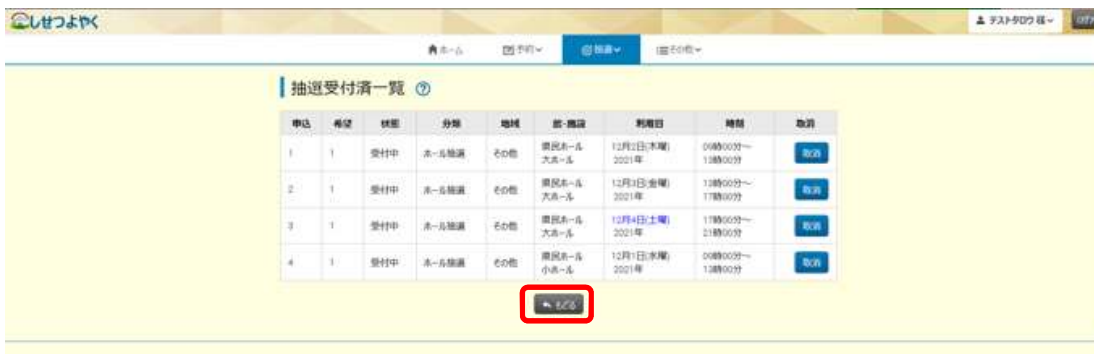 しせつよやく
テストタロウ 様
ホーム 予約 抽選 その他
抽選受付済一覧 ?
申込 希望 状態 分類 地域 館・施設 利用日 時間 取消
1 1 受付中 ホール抽選 その他 県民ホール 12月2日(木曜) 09時00分～ 取消
大ホール 2021年 13時00分
2 1 受付中 ホール抽選 その他 県民ホール 12月3日(金曜) 13時00分～ 取消
大ホール 2021年 17時00分
3 1 受付中 ホール抽選 その他 県民ホール 12月4日(土曜) 17時00分～ 取消
大ホール 2021年 21時00分
4 1 受付中 ホール抽選 その他 県民ホール 12月1日(水曜) 09時00分～ 取消
小ホール 2021年 13時00分
もどる